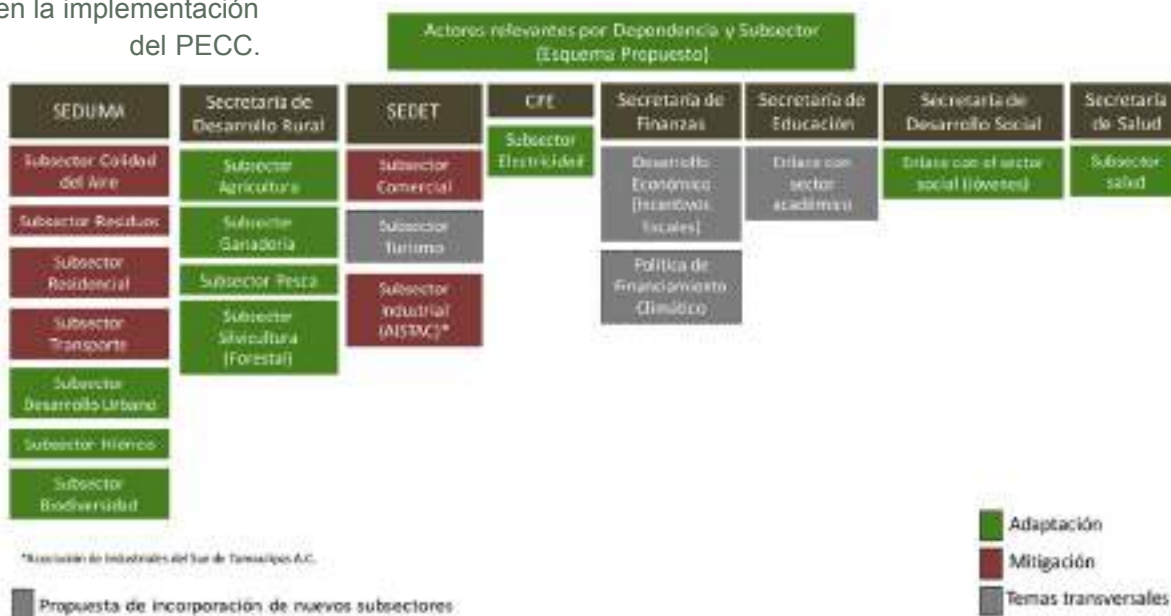 en la implementación
del PECC.
Actores relevantes por Dependencia y Subsector
(Esquema Propuesto)
SEDUMA
Subsector Calidad
del Aire
Subsector Residuos
Subsector
Residencial
Subsector
Transporte
Subsector
Desarrollo Urbano
Subsector Hídrico
Subsector
Biodiversidad
Secretaría de
Desarrollo Rural
Subsector
Agricultura
Subsector
Ganadería
Subsector Pesca
Subsector
Silvicultura
(Forestal)
SEDET
Subsector
Comercial
Subsector
Turismo
Subsector
Industrial
(AISTAC)*
CFE
Subsector
Electricidad
Secretaría de
Finanzas
Desarrollo
Económico
(Incentivos
fiscales)
Política de
Financiamiento
Climático
Secretaría de
Educación
Enlace con
sector
académico
Secretaría de
Desarrollo Social
Enlace con el sector
social (jóvenes)
Secretaría
de Salud
Subsector
salud
*Asociación de Industriales del Sur de Tamaulipas A.C.
Propuesta de incorporación de nuevos subsectores
Adaptación
Mitigación
Temas transversales